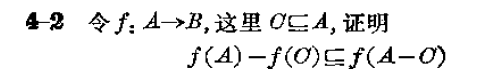 4-2 令 f: A→B, 这里 C⊆A, 证明
f(A)-f(C)⊆f(A-C)